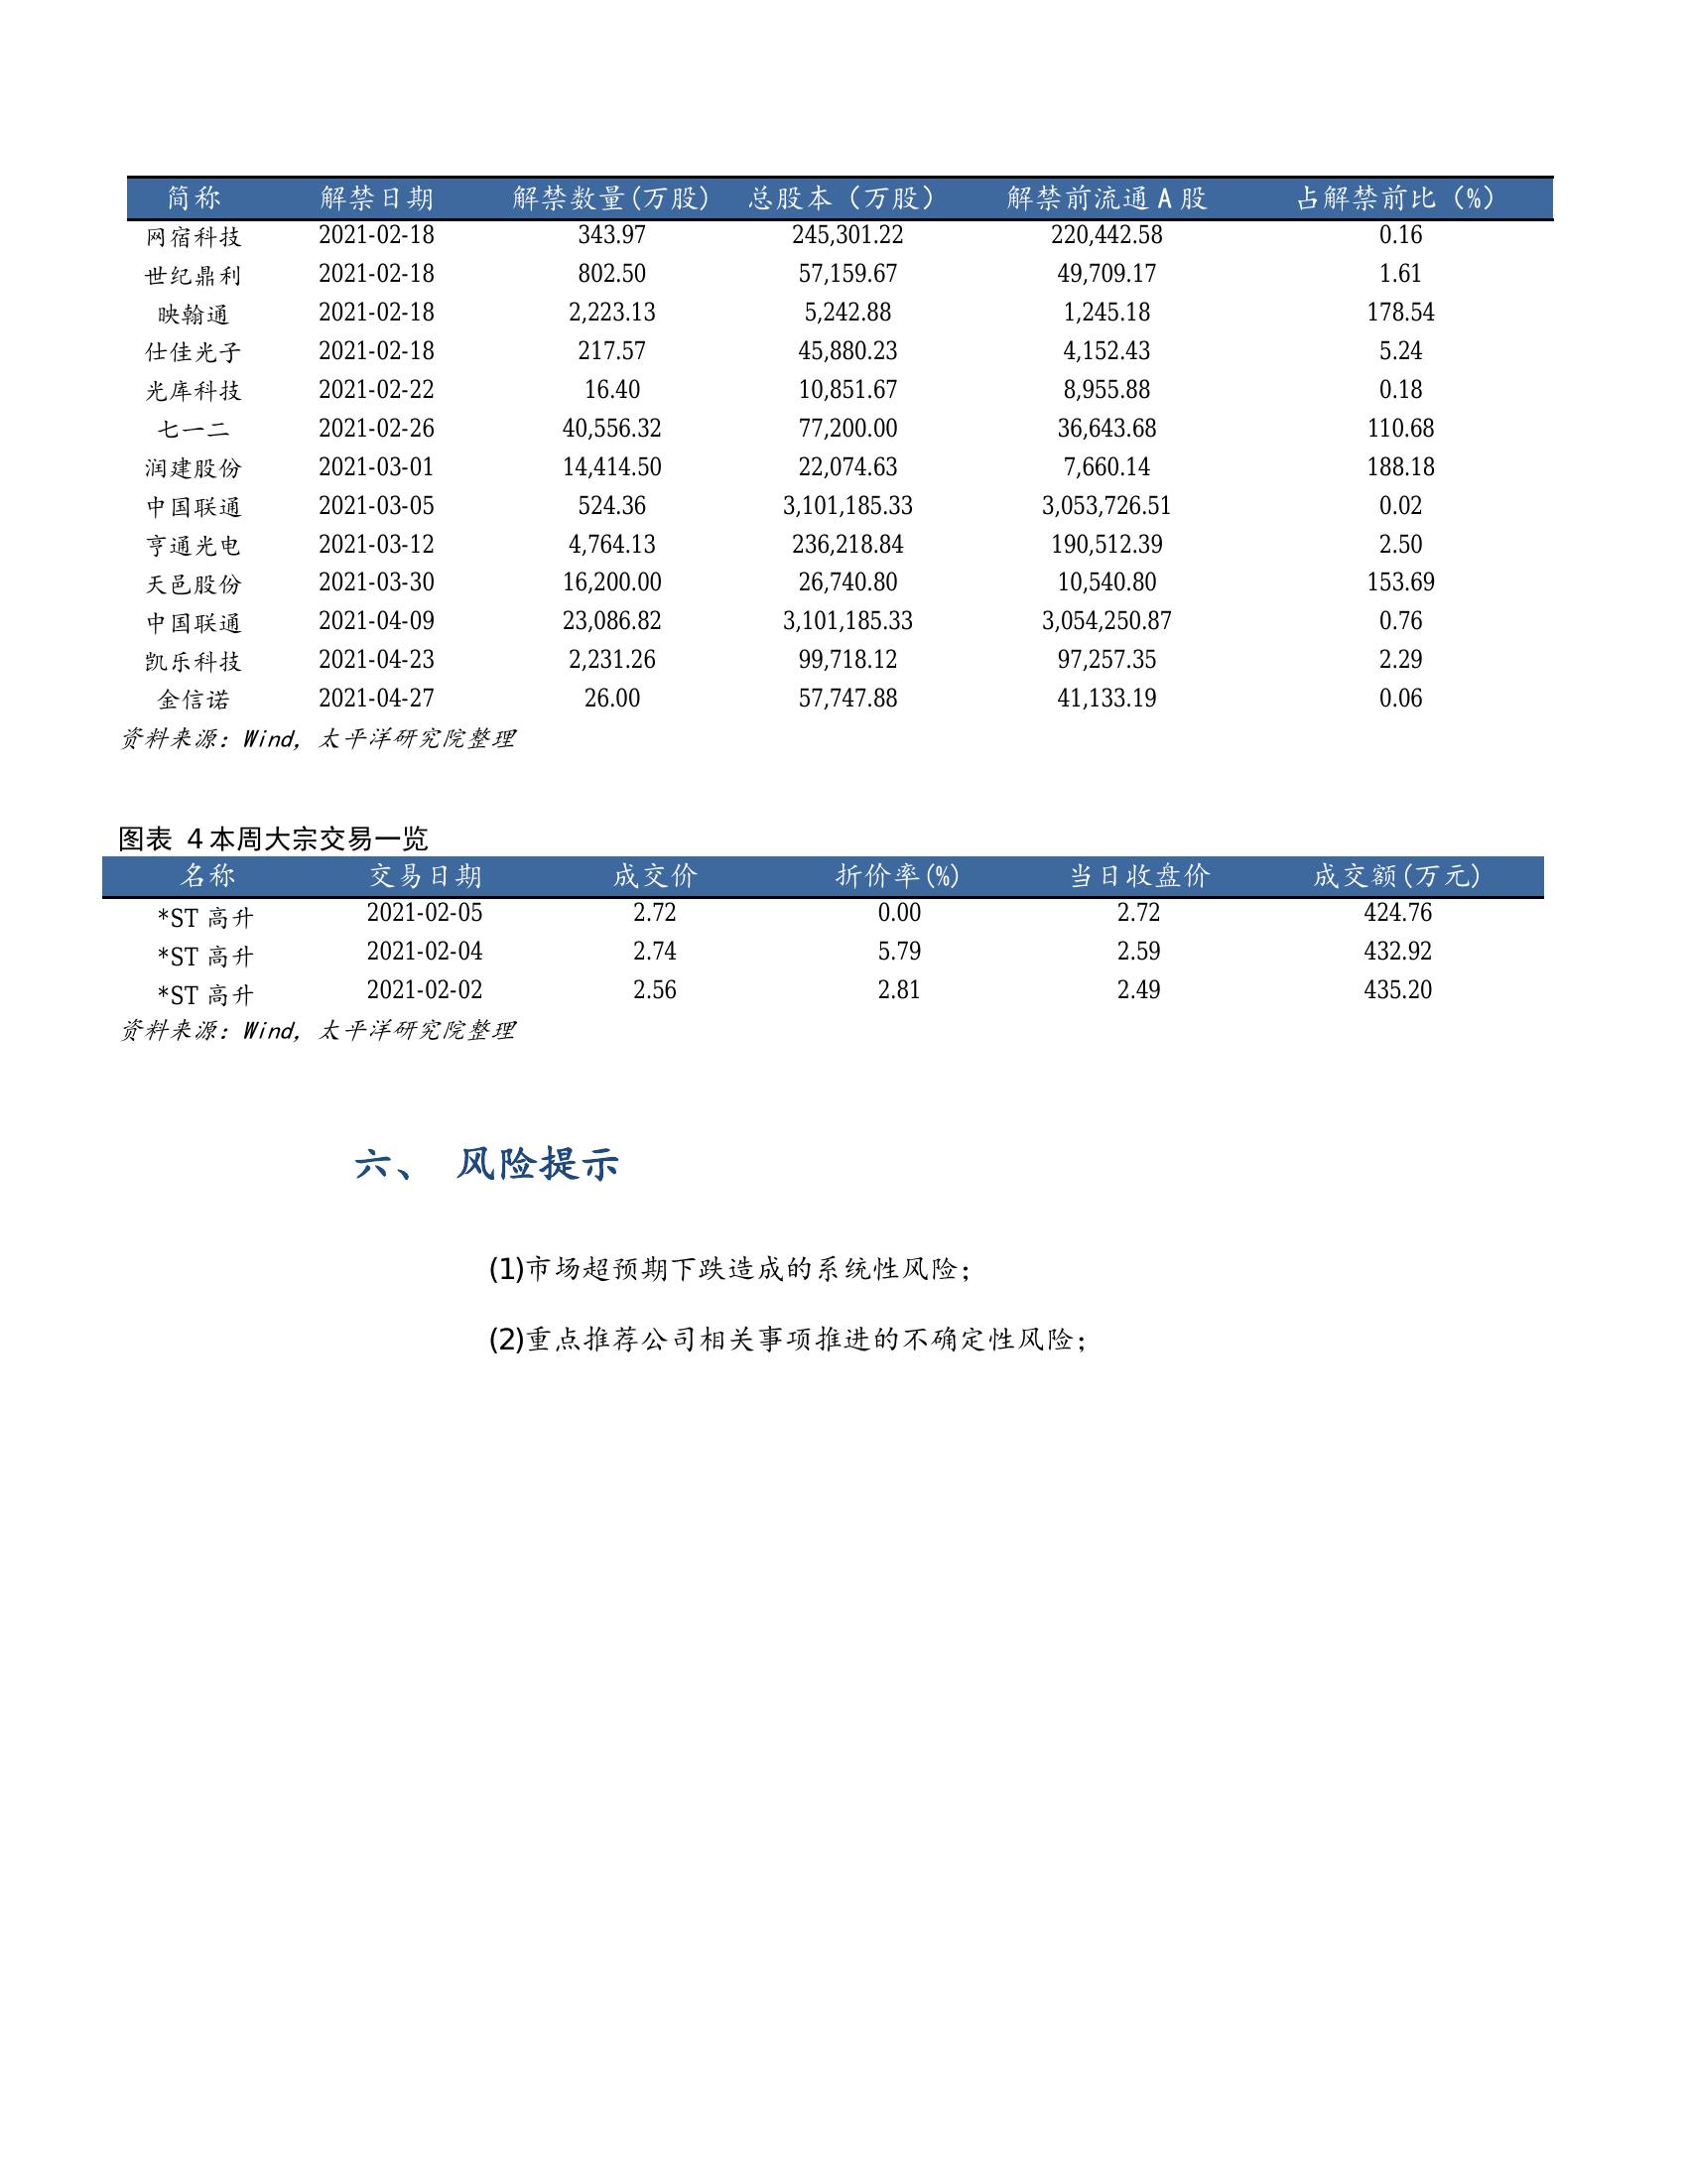 简称 解禁日期 解禁数量(万股) 总股本（万股） 解禁前流通 A 股 占解禁前比（%）
网宿科技 2021-02-18 343.97 245,301.22 220,442.58 0.16
世纪鼎利 2021-02-18 802.50 57,159.67 49,709.17 1.61
映翰通 2021-02-18 2,223.13 5,242.88 1,245.18 178.54
仕佳光子 2021-02-18 217.57 45,880.23 4,152.43 5.24
光库科技 2021-02-22 16.40 10,851.67 8,955.88 0.18
七一二 2021-02-26 40,556.32 77,200.00 36,643.68 110.68
润建股份 2021-03-01 14,414.50 22,074.63 7,660.14 188.18
中国联通 2021-03-05 524.36 3,101,185.33 3,053,726.51 0.02
亨通光电 2021-03-12 4,764.13 236,218.84 190,512.39 2.50
天邑股份 2021-03-30 16,200.00 26,740.80 10,540.80 153.69
中国联通 2021-04-09 23,086.82 3,101,185.33 3,054,250.87 0.76
凯乐科技 2021-04-23 2,231.26 99,718.12 97,257.35 2.29
金信诺 2021-04-27 26.00 57,747.88 41,133.19 0.06
资料来源：Wind，太平洋研究院整理
图表 4 本周大宗交易一览
名称 交易日期 成交价 折价率(%) 当日收盘价 成交额(万元)
*ST 高升 2021-02-05 2.72 0.00 2.72 424.76
*ST 高升 2021-02-04 2.74 5.79 2.59 432.92
*ST 高升 2021-02-02 2.56 2.81 2.49 435.20
资料来源：Wind，太平洋研究院整理
六、 风险提示
(1)市场超预期下跌造成的系统性风险；
(2)重点推荐公司相关事项推进的不确定性风险；